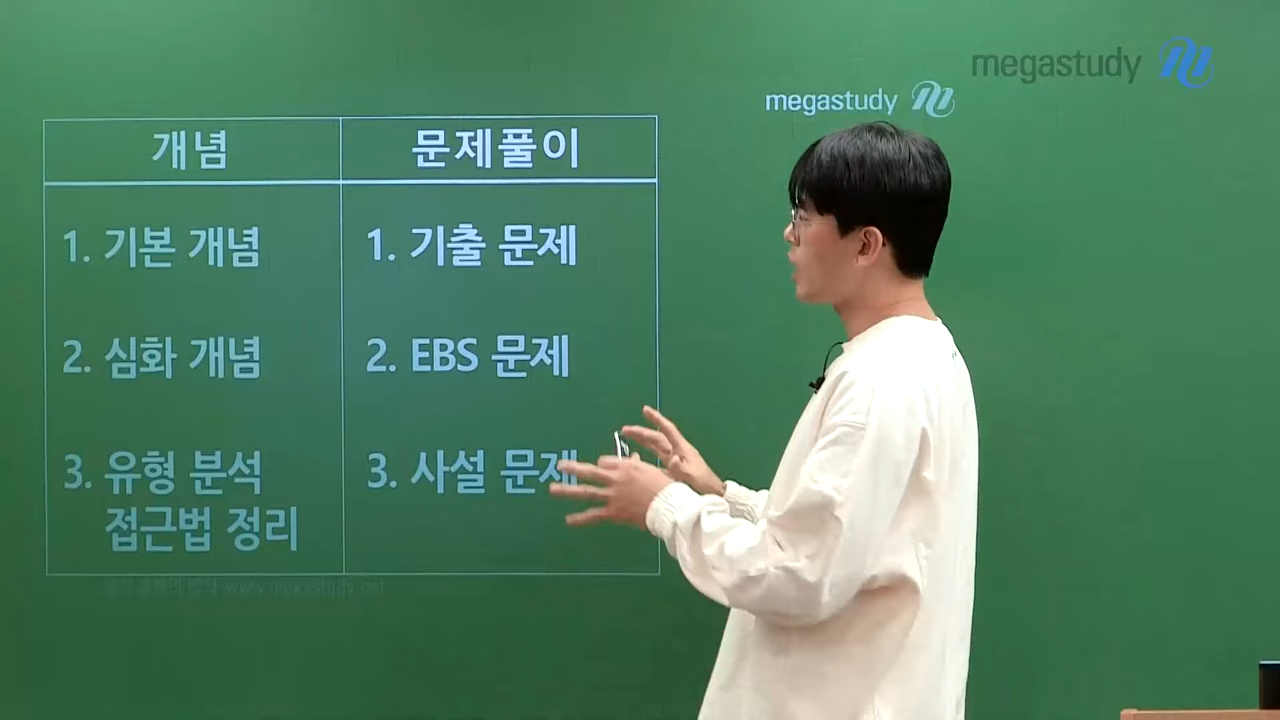 megastudy
megastudy
개념
문제풀이
1. 기본 개념
1. 기출 문제
2. 심화 개념
2. EBS 문제
3. 유형 분석
접근법 정리
3. 사설 문제